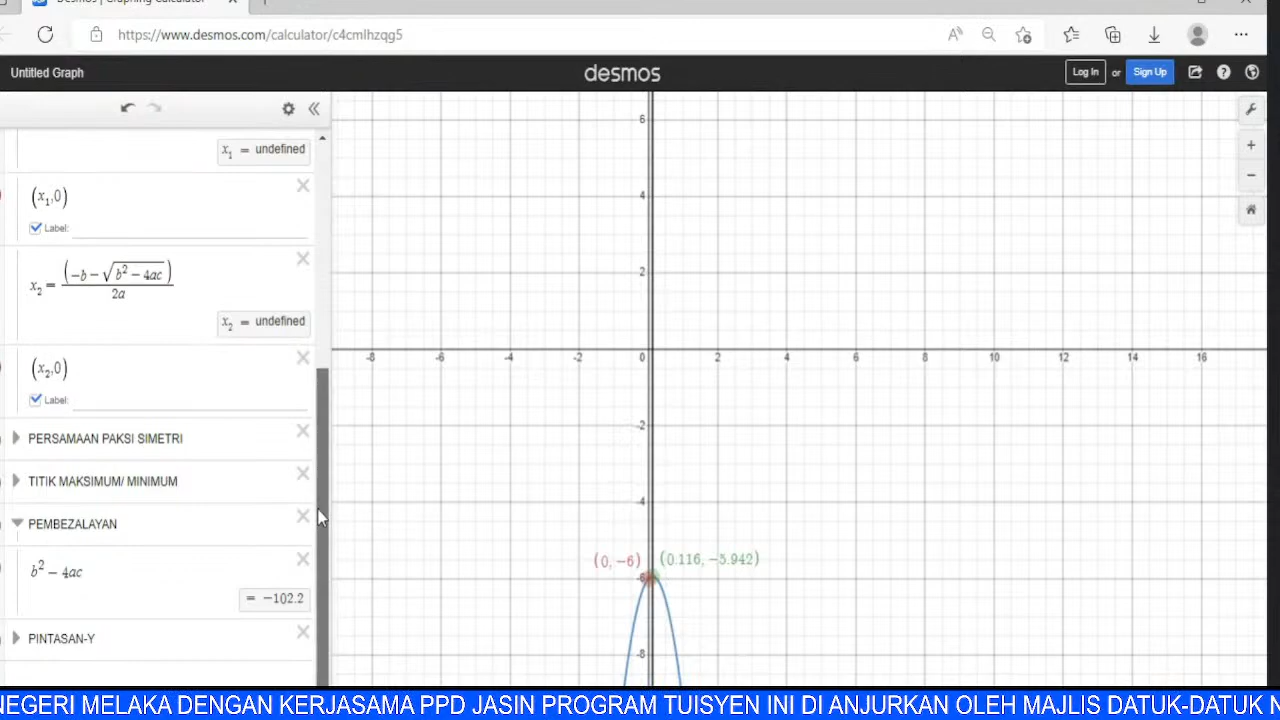 Desmos | Graphing Calculator
https://www.desmos.com/calculator/c4cmlhzqg5
Untitled Graph
desmos
Log In or Sign Up
x₁ = undefined
(x₁,0)
Label:
x₂ = (-b - √b² - 4ac) / 2a
x₂ = undefined
(x₂,0)
Label:
PERSAMAAN PAKSI SIMETRI
TITIK MAKSIMUM/ MINIMUM
PEMBEZALAYAN
b² - 4ac
= -102.2
PINTASAN-Y
6
4
2
-8 -6 -4 -2 0 2 4 6 8 10 12 14 16
-2
-4
(0, -6) (0.116, -5.942)
-6
-8
NEGERI MELAKA DENGAN KERJASAMA PPD JASIN PROGRAM TUISYEN INI DI ANJURKAN OLEH MAJLIS DATUK-DATUK N